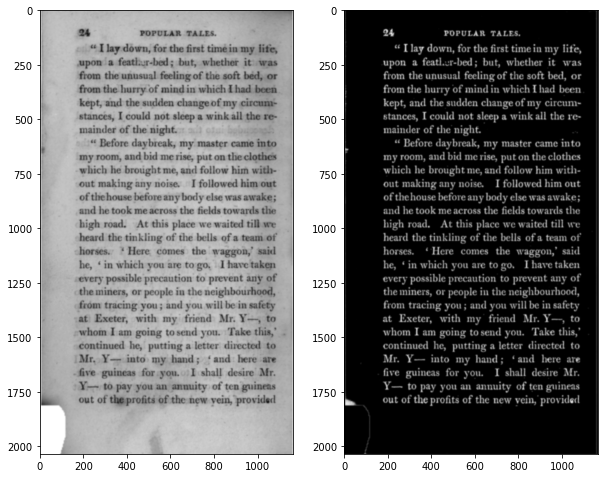 0
250
500
750
1000
1250
1500
1750
2000
24 POPULAR TALES.
“ I lay down, for the first time in my life,
upon a feather-bed; but, whether it was
from the unusual feeling of the soft bed, or
from the hurry of mind in which I had been
kept, and the sudden change of my circum-
stances, I could not sleep a wink all the re-
mainder of the night.
“ Before daybreak, my master came into
my room, and bid me rise, put on the clothes
which he brought me, and follow him with-
out making any noise. I followed him out
of the house before any body else was awake;
and he took me across the fields towards the
high road. At this place we waited till we
heard the tinkling of the bells of a team of
horses. ‘ Here comes the waggon,’ said
he, ‘ in which you are to go. I have taken
every possible precaution to prevent any of
the miners, or people in the neighbourhood,
from tracing you; and you will be in safety
at Exeter, with my friend Mr. Y—, to
whom I am going to send you. Take this,’
continued he, putting a letter directed to
Mr. Y— into my hand; ‘ and here are
five guineas for you. I shall desire Mr.
Y— to pay you an annuity of ten guineas
out of the profits of the new vein, provided
0 200 400 600 800 1000
0
250
500
750
1000
1250
1500
1750
2000
24 POPULAR TALES.
“ I lay down, for the first time in my life,
upon a feather-bed; but, whether it was
from the unusual feeling of the soft bed, or
from the hurry of mind in which I had been
kept, and the sudden change of my circum-
stances, I could not sleep a wink all the re-
mainder of the night.
“ Before daybreak, my master came into
my room, and bid me rise, put on the clothes
which he brought me, and follow him with-
out making any noise. I followed him out
of the house before any body else was awake;
and he took me across the fields towards the
high road. At this place we waited till we
heard the tinkling of the bells of a team of
horses. ‘ Here comes the waggon,’ said
he, ‘ in which you are to go. I have taken
every possible precaution to prevent any of
the miners, or people in the neighbourhood,
from tracing you; and you will be in safety
at Exeter, with my friend Mr. Y—, to
whom I am going to send you. Take this,’
continued he, putting a letter directed to
Mr. Y— into my hand; ‘ and here are
five guineas for you. I shall desire Mr.
Y— to pay you an annuity of ten guineas
out of the profits of the new vein, provided
0 200 400 600 800 1000